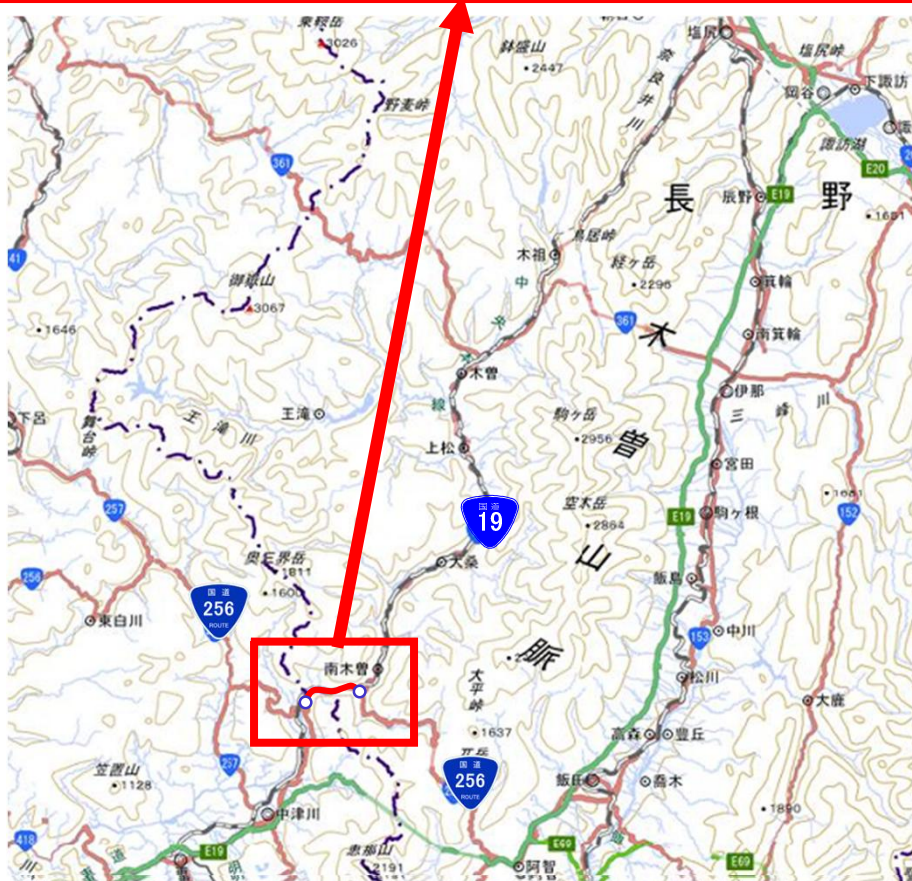 乗鞍岳
3026
鉢盛山
2447
奈良井川
塩尻
塩尻峠
岡谷
下諏訪
諏訪湖
E20
野麦峠
361
長野
辰野
E19
1651
41
鳥居峠
木祖
経ヶ岳
2296
箕輪
御嶽山
3067
1646
中央本線
361
南箕輪
木曽山脈
木曽
伊那
三峰川
下呂
舞台峠
王滝川
王滝
上松
駒ヶ岳
2956
宮田
257
国道
19
空木岳
2864
E19
駒ヶ根
152
256
奥三界岳
1811
1600
大桑
飯島
東白川
国道
256
ROUTE
153
中川
南木曽
大平峠
1637
松川
大鹿
高森
豊丘
笠置山
1128
257
国道
256
ROUTE
飯田
喬木
1890
418
中津川
E19
恵那山
2191
阿智
E69
E69